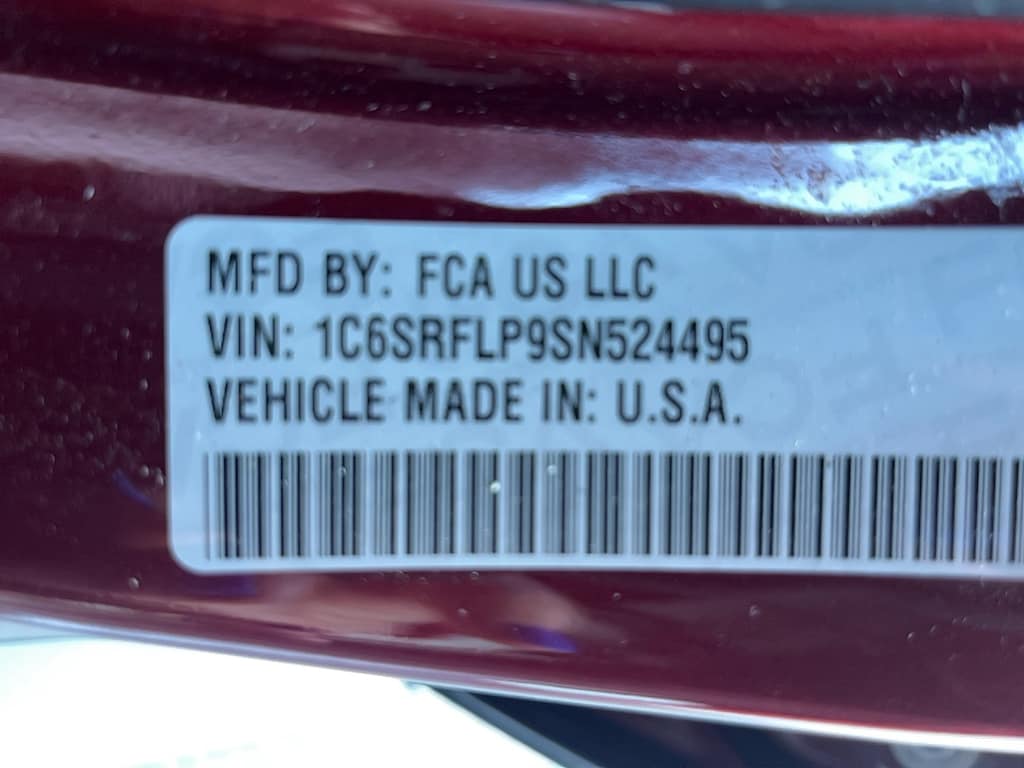 MFD BY: FCA US LLC
VIN: 1C6SRFLP9SN524495
VEHICLE MADE IN: U.S.A.